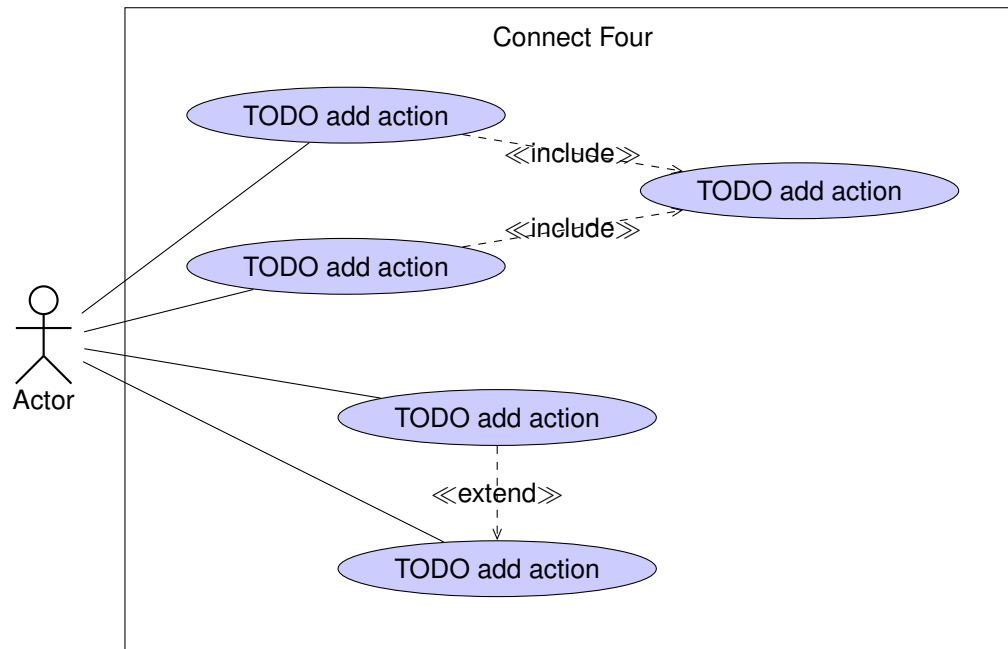 Connect Four
TODO add action
≪include≫
TODO add action
≪include≫
TODO add action
Actor
TODO add action
≪extend≫
TODO add action